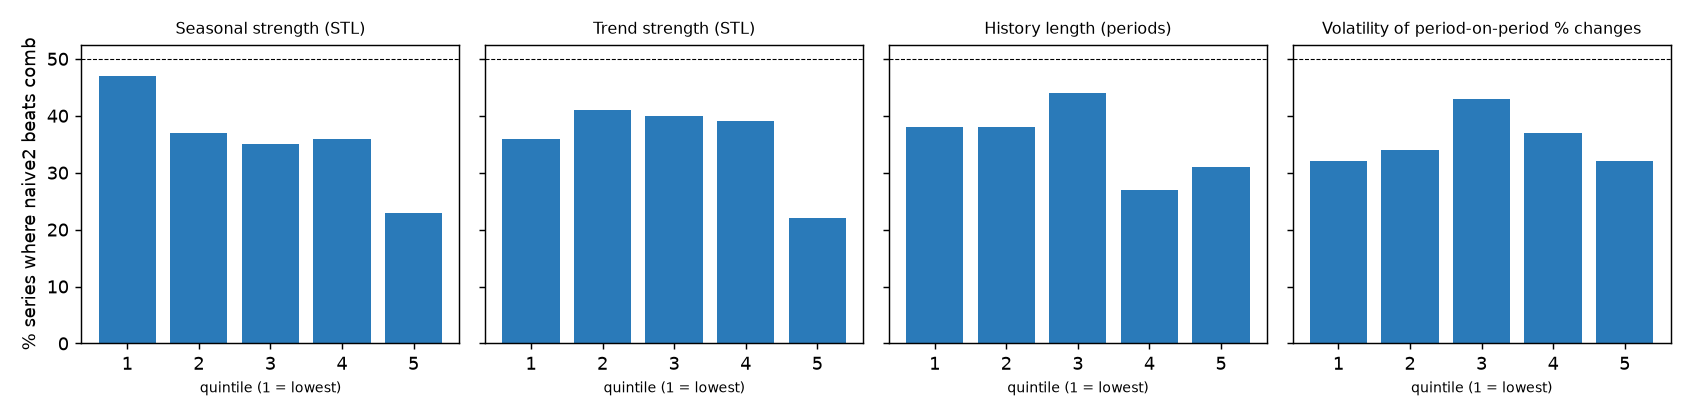 Seasonal strength (STL)
Trend strength (STL)
History length (periods)
Volatility of period-on-period % changes
% series where naive2 beats comb
50
40
30
20
10
0
1 2 3 4 5
1 2 3 4 5
1 2 3 4 5
1 2 3 4 5
quintile (1 = lowest)
quintile (1 = lowest)
quintile (1 = lowest)
quintile (1 = lowest)